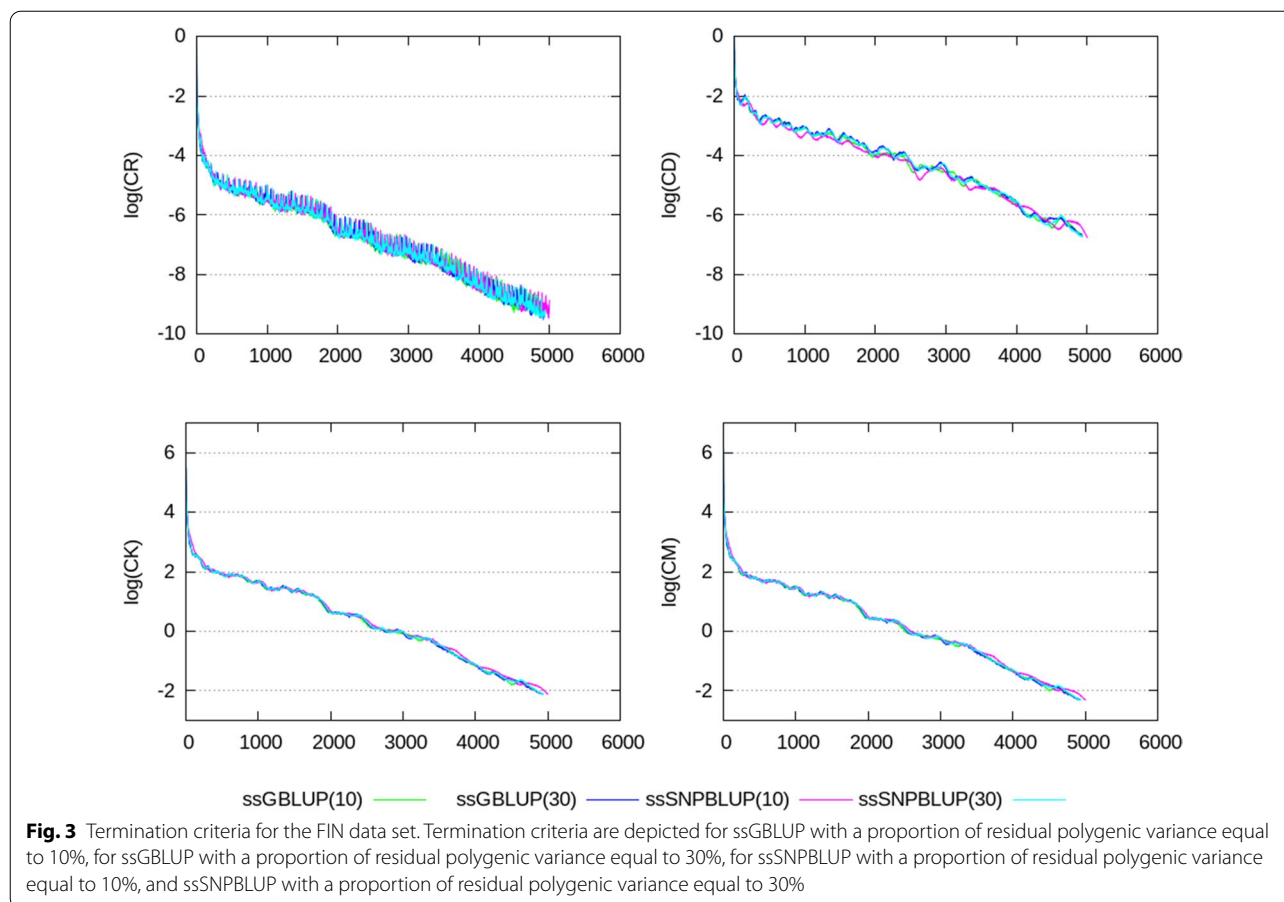 0
-2
-4
-6
-8
-10
log(CR)
0 1000 2000 3000 4000 5000 6000
0
-2
-4
-6
-8
-10
log(CD)
0 1000 2000 3000 4000 5000 6000
6
4
2
0
-2
log(CK)
0 1000 2000 3000 4000 5000 6000
6
4
2
0
-2
log(CM)
0 1000 2000 3000 4000 5000 6000
ssGBLUP(10) ssGBLUP(30) ssSNPBLUP(10) ssSNPBLUP(30)
Fig. 3 Termination criteria for the FIN data set. Termination criteria are depicted for ssGBLUP with a proportion of residual polygenic variance equal
to 10%, for ssGBLUP with a proportion of residual polygenic variance equal to 30%, for ssSNPBLUP with a proportion of residual polygenic variance
equal to 10%, and ssSNPBLUP with a proportion of residual polygenic variance equal to 30%